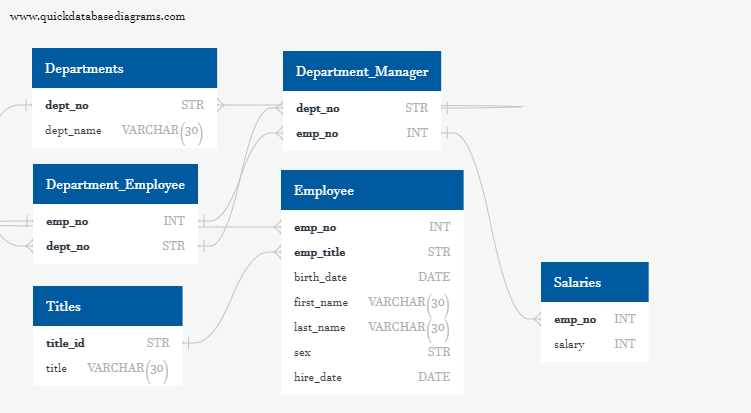 www.quickdatabasediagrams.com
Departments
dept_no STR
dept_name VARCHAR(30)
Department_Manager
dept_no STR
emp_no INT
Department_Employee
emp_no INT
dept_no STR
Employee
emp_no INT
emp_title STR
birth_date DATE
first_name VARCHAR(30)
last_name VARCHAR(30)
sex STR
hire_date DATE
Titles
title_id STR
title VARCHAR(30)
Salaries
emp_no INT
salary INT